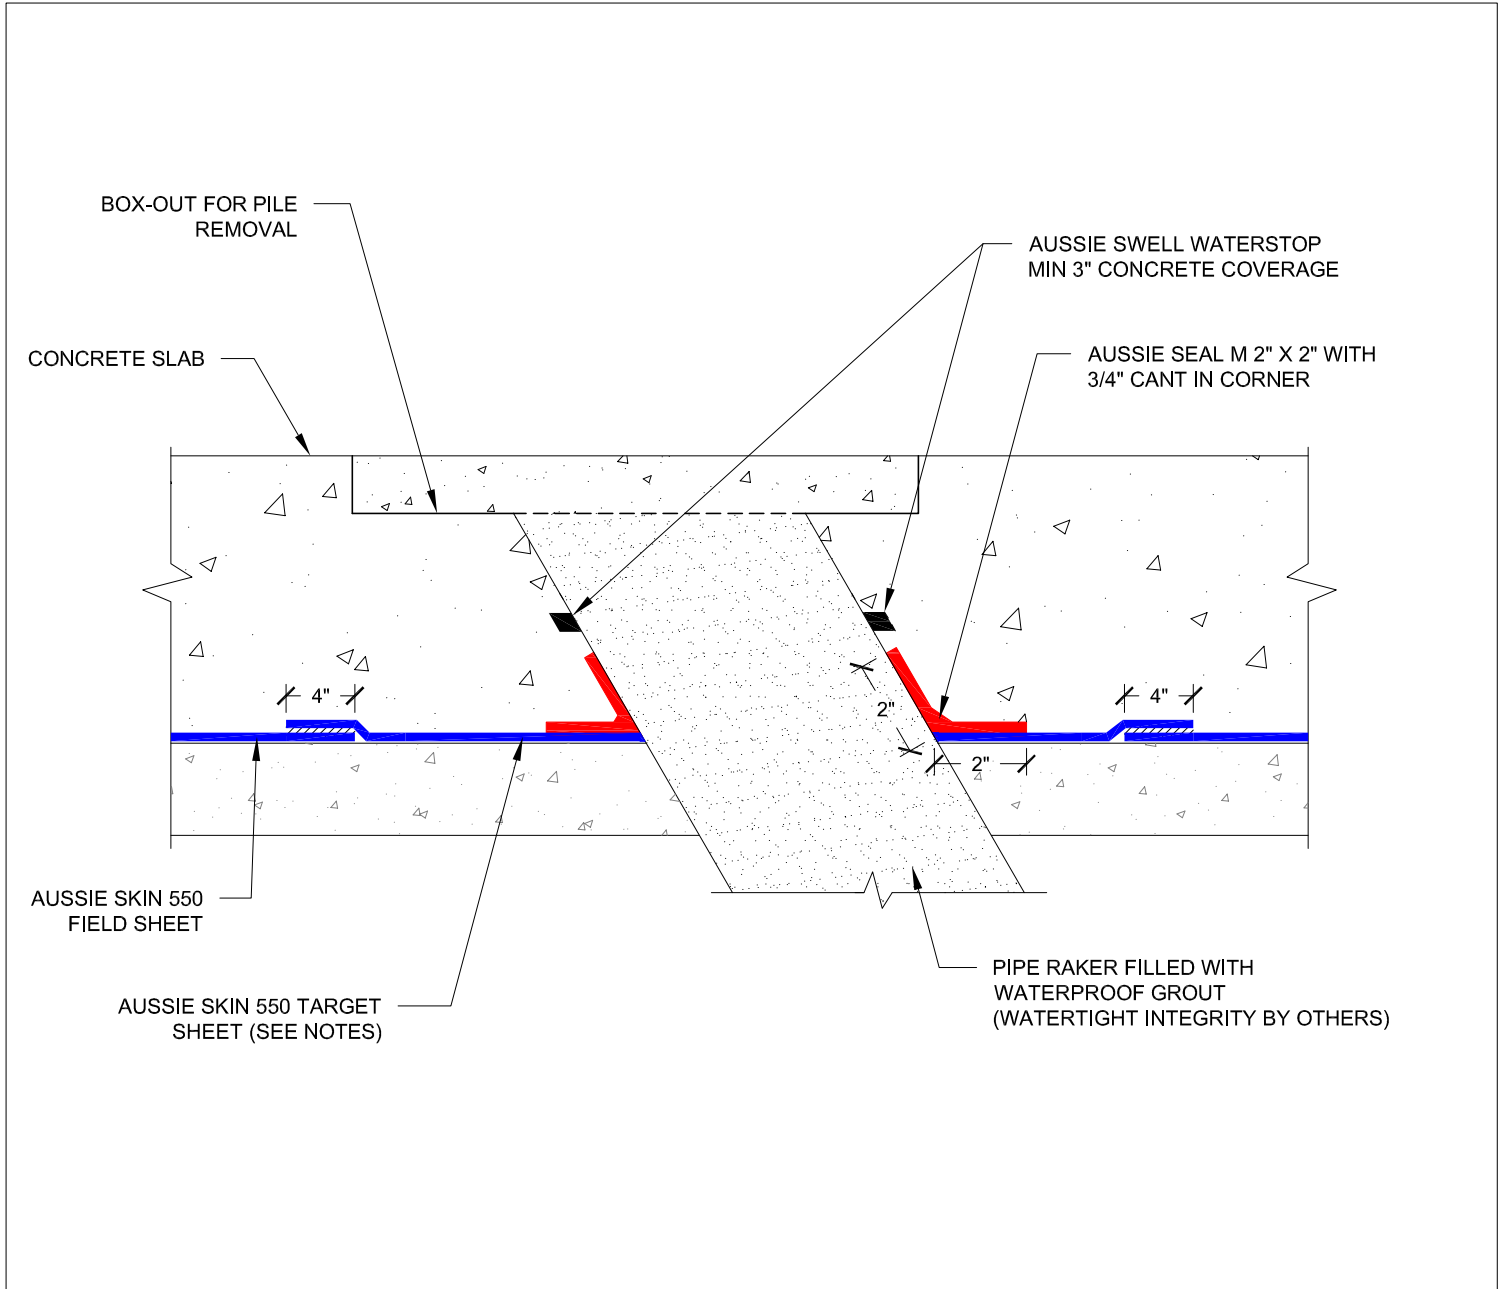 BOX-OUT FOR PILE
REMOVAL
AUSSIE SWELL WATERSTOP
MIN 3" CONCRETE COVERAGE
CONCRETE SLAB
AUSSIE SEAL M 2" X 2" WITH
3/4" CANT IN CORNER
4"
4"
2"
2"
AUSSIE SKIN 550
FIELD SHEET
AUSSIE SKIN 550 TARGET
SHEET (SEE NOTES)
PIPE RAKER FILLED WITH
WATERPROOF GROUT
(WATERTIGHT INTEGRITY BY OTHERS)